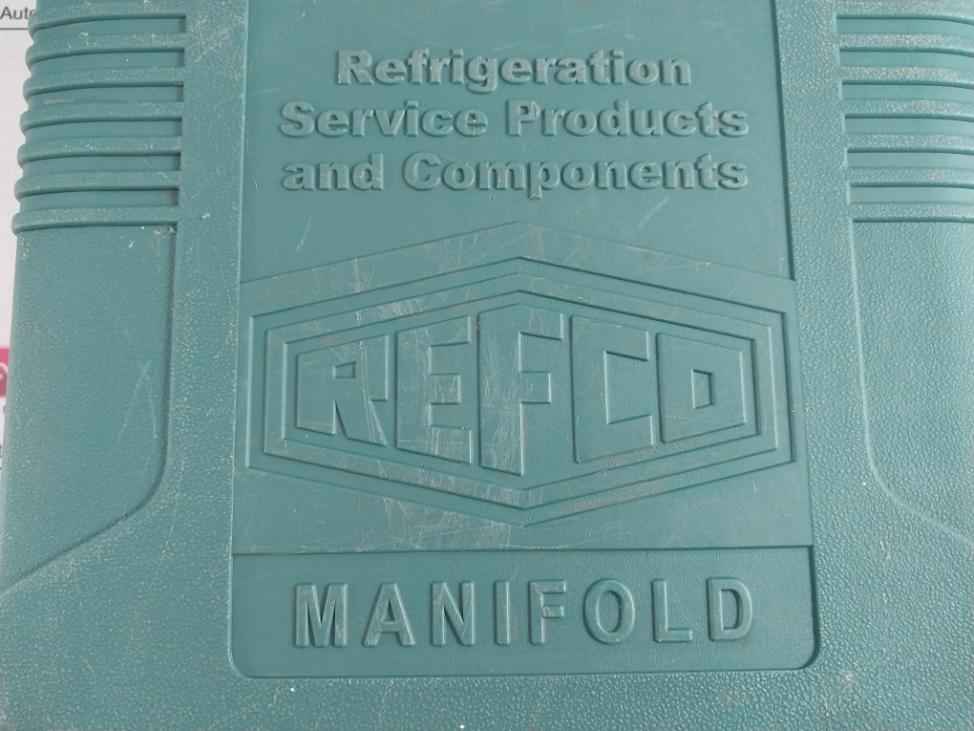 Refrigeration
Service Products
and Components
REFCO
MANIFOLD